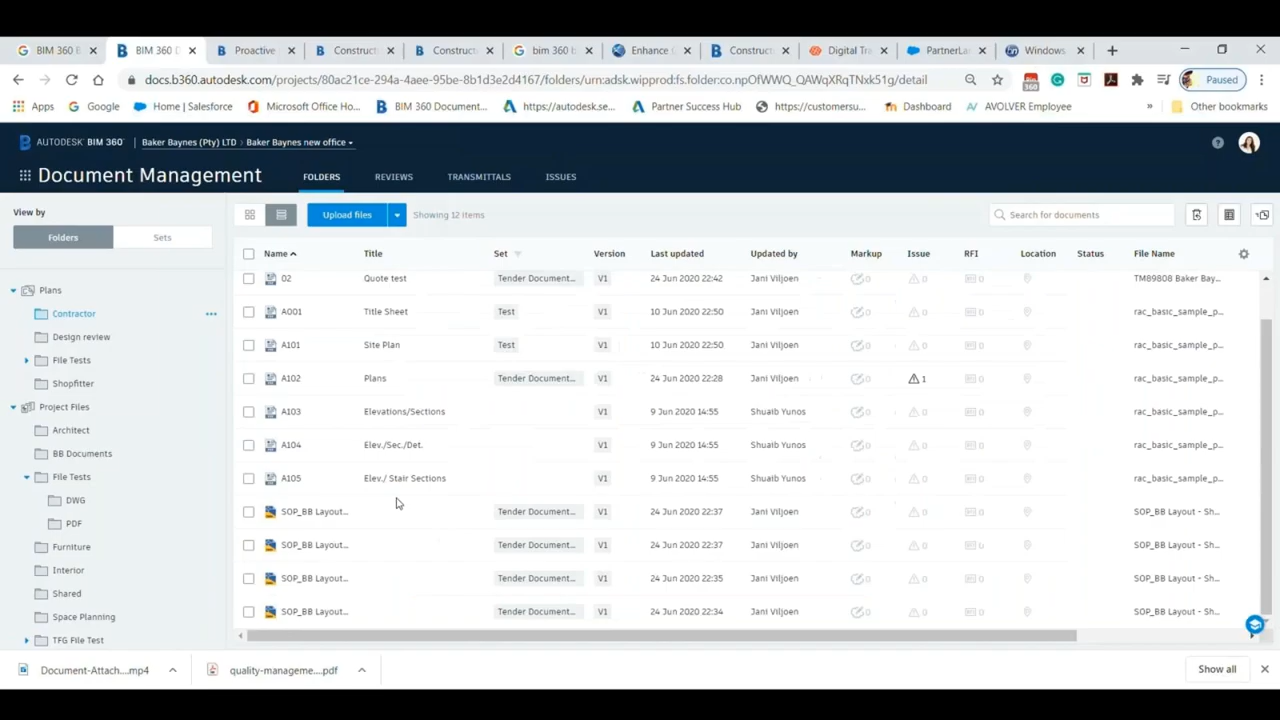 BIM 360 B
BIM 360 D
Proactive
Construct
Construct
bim 360 b
Enhance C
Construct
Digital Tra
PartnerLea
Windows
docs.b360.autodesk.com/projects/80ac21ce-294a-4aee-95be-8b1d3e2d4167/folders/urn:adsk.wipprod:fs.folder:co.npOfWWQ_QAWqXRqTNxk51g/detail
360
Paused
Apps
Google
Home | Salesforce
Microsoft Office Ho...
BIM 360 Document...
https://autodesk.se...
Partner Success Hub
https://customersu...
Dashboard
AVOLVER Employee
»
Other bookmarks
AUTODESK® BIM 360™
Baker Baynes (Pty) LTD > Baker Baynes new office
Document Management
FOLDERS
REVIEWS
TRANSMITTALS
ISSUES
View by
Folders
Sets
Upload files
Showing 12 items
Search for documents
Plans
Contractor
Design review
File Tests
Shopfitter
Project Files
Architect
BB Documents
File Tests
DWG
PDF
Furniture
Interior
Shared
Space Planning
TFG File Test
Name Title Set Version Last updated Updated by Markup Issue RFI Location Status File Name
02 Quote test Tender Document... V1 24 Jun 2020 22:42 Jani Viljoen 0 0 0 TM89808 Baker Bay...
A001 Title Sheet Test V1 10 Jun 2020 22:50 Jani Viljoen 0 0 0 rac_basic_sample_p...
A101 Site Plan Test V1 10 Jun 2020 22:50 Jani Viljoen 0 0 0 rac_basic_sample_p...
A102 Plans Tender Document... V1 24 Jun 2020 22:28 Jani Viljoen 0 1 0 rac_basic_sample_p...
A103 Elevations/Sections V1 9 Jun 2020 14:55 Shuaib Yunos 0 0 0 rac_basic_sample_p...
A104 Elev./Sec./Det. V1 9 Jun 2020 14:55 Shuaib Yunos 0 0 0 rac_basic_sample_p...
A105 Elev./ Stair Sections V1 9 Jun 2020 14:55 Shuaib Yunos 0 0 0 rac_basic_sample_p...
SOP_BB Layout... Tender Document... V1 24 Jun 2020 22:37 Jani Viljoen 0 0 0 SOP_BB Layout - Sh...
SOP_BB Layout... Tender Document... V1 24 Jun 2020 22:37 Jani Viljoen 0 0 0 SOP_BB Layout - Sh...
SOP_BB Layout... Tender Document... V1 24 Jun 2020 22:35 Jani Viljoen 0 0 0 SOP_BB Layout - Sh...
SOP_BB Layout... Tender Document... V1 24 Jun 2020 22:34 Jani Viljoen 0 0 0 SOP_BB Layout - Sh...
Document-Attach....mp4
quality-manageme....pdf
Show all